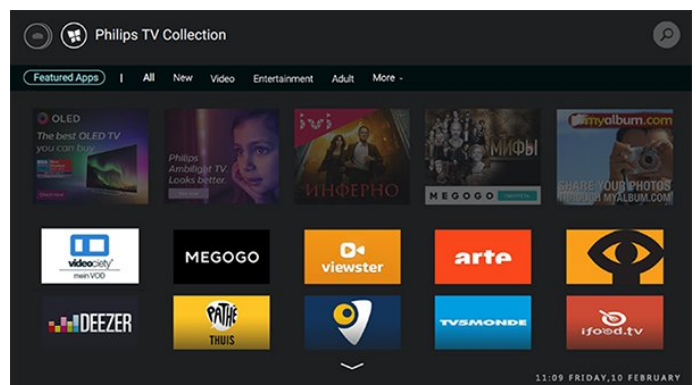 Philips TV Collection
Featured Apps | All New Video Entertainment Adult More
OLED
The best OLED TV
you can buy
Philips
Ambilight TV.
Looks better.
ivi
ИНФЕРНО
МИФЫ
MEGOGO
myalbum.com
SHARE YOUR PHOTOS
THROUGH MYALBUM.COM
videociety
mein VOD
MEGOGO
viewster
arte
DEEZER
PATHÉ
THUIS
TV5MONDE
ifood.tv
11:09 FRIDAY,10 FEBRUARY